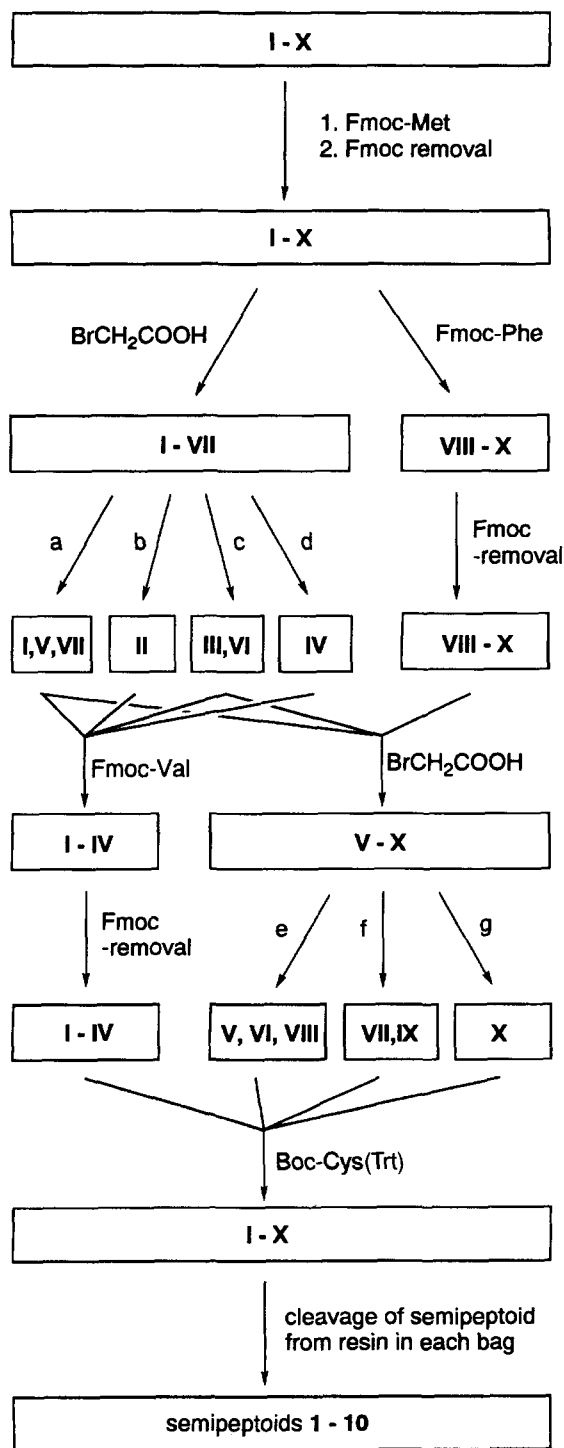 I - X
1. Fmoc-Met
2. Fmoc removal
I - X
BrCH₂COOH
Fmoc-Phe
I - VII
VIII - X
a
b
c
d
Fmoc
-removal
I,V,VII
II
III,VI
IV
VIII - X
Fmoc-Val
BrCH₂COOH
I - IV
V - X
Fmoc
-removal
e
f
g
I - IV
V, VI, VIII
VII,IX
X
Boc-Cys(Trt)
I - X
cleavage of semipeptoid
from resin in each bag
semipeptoids 1 - 10